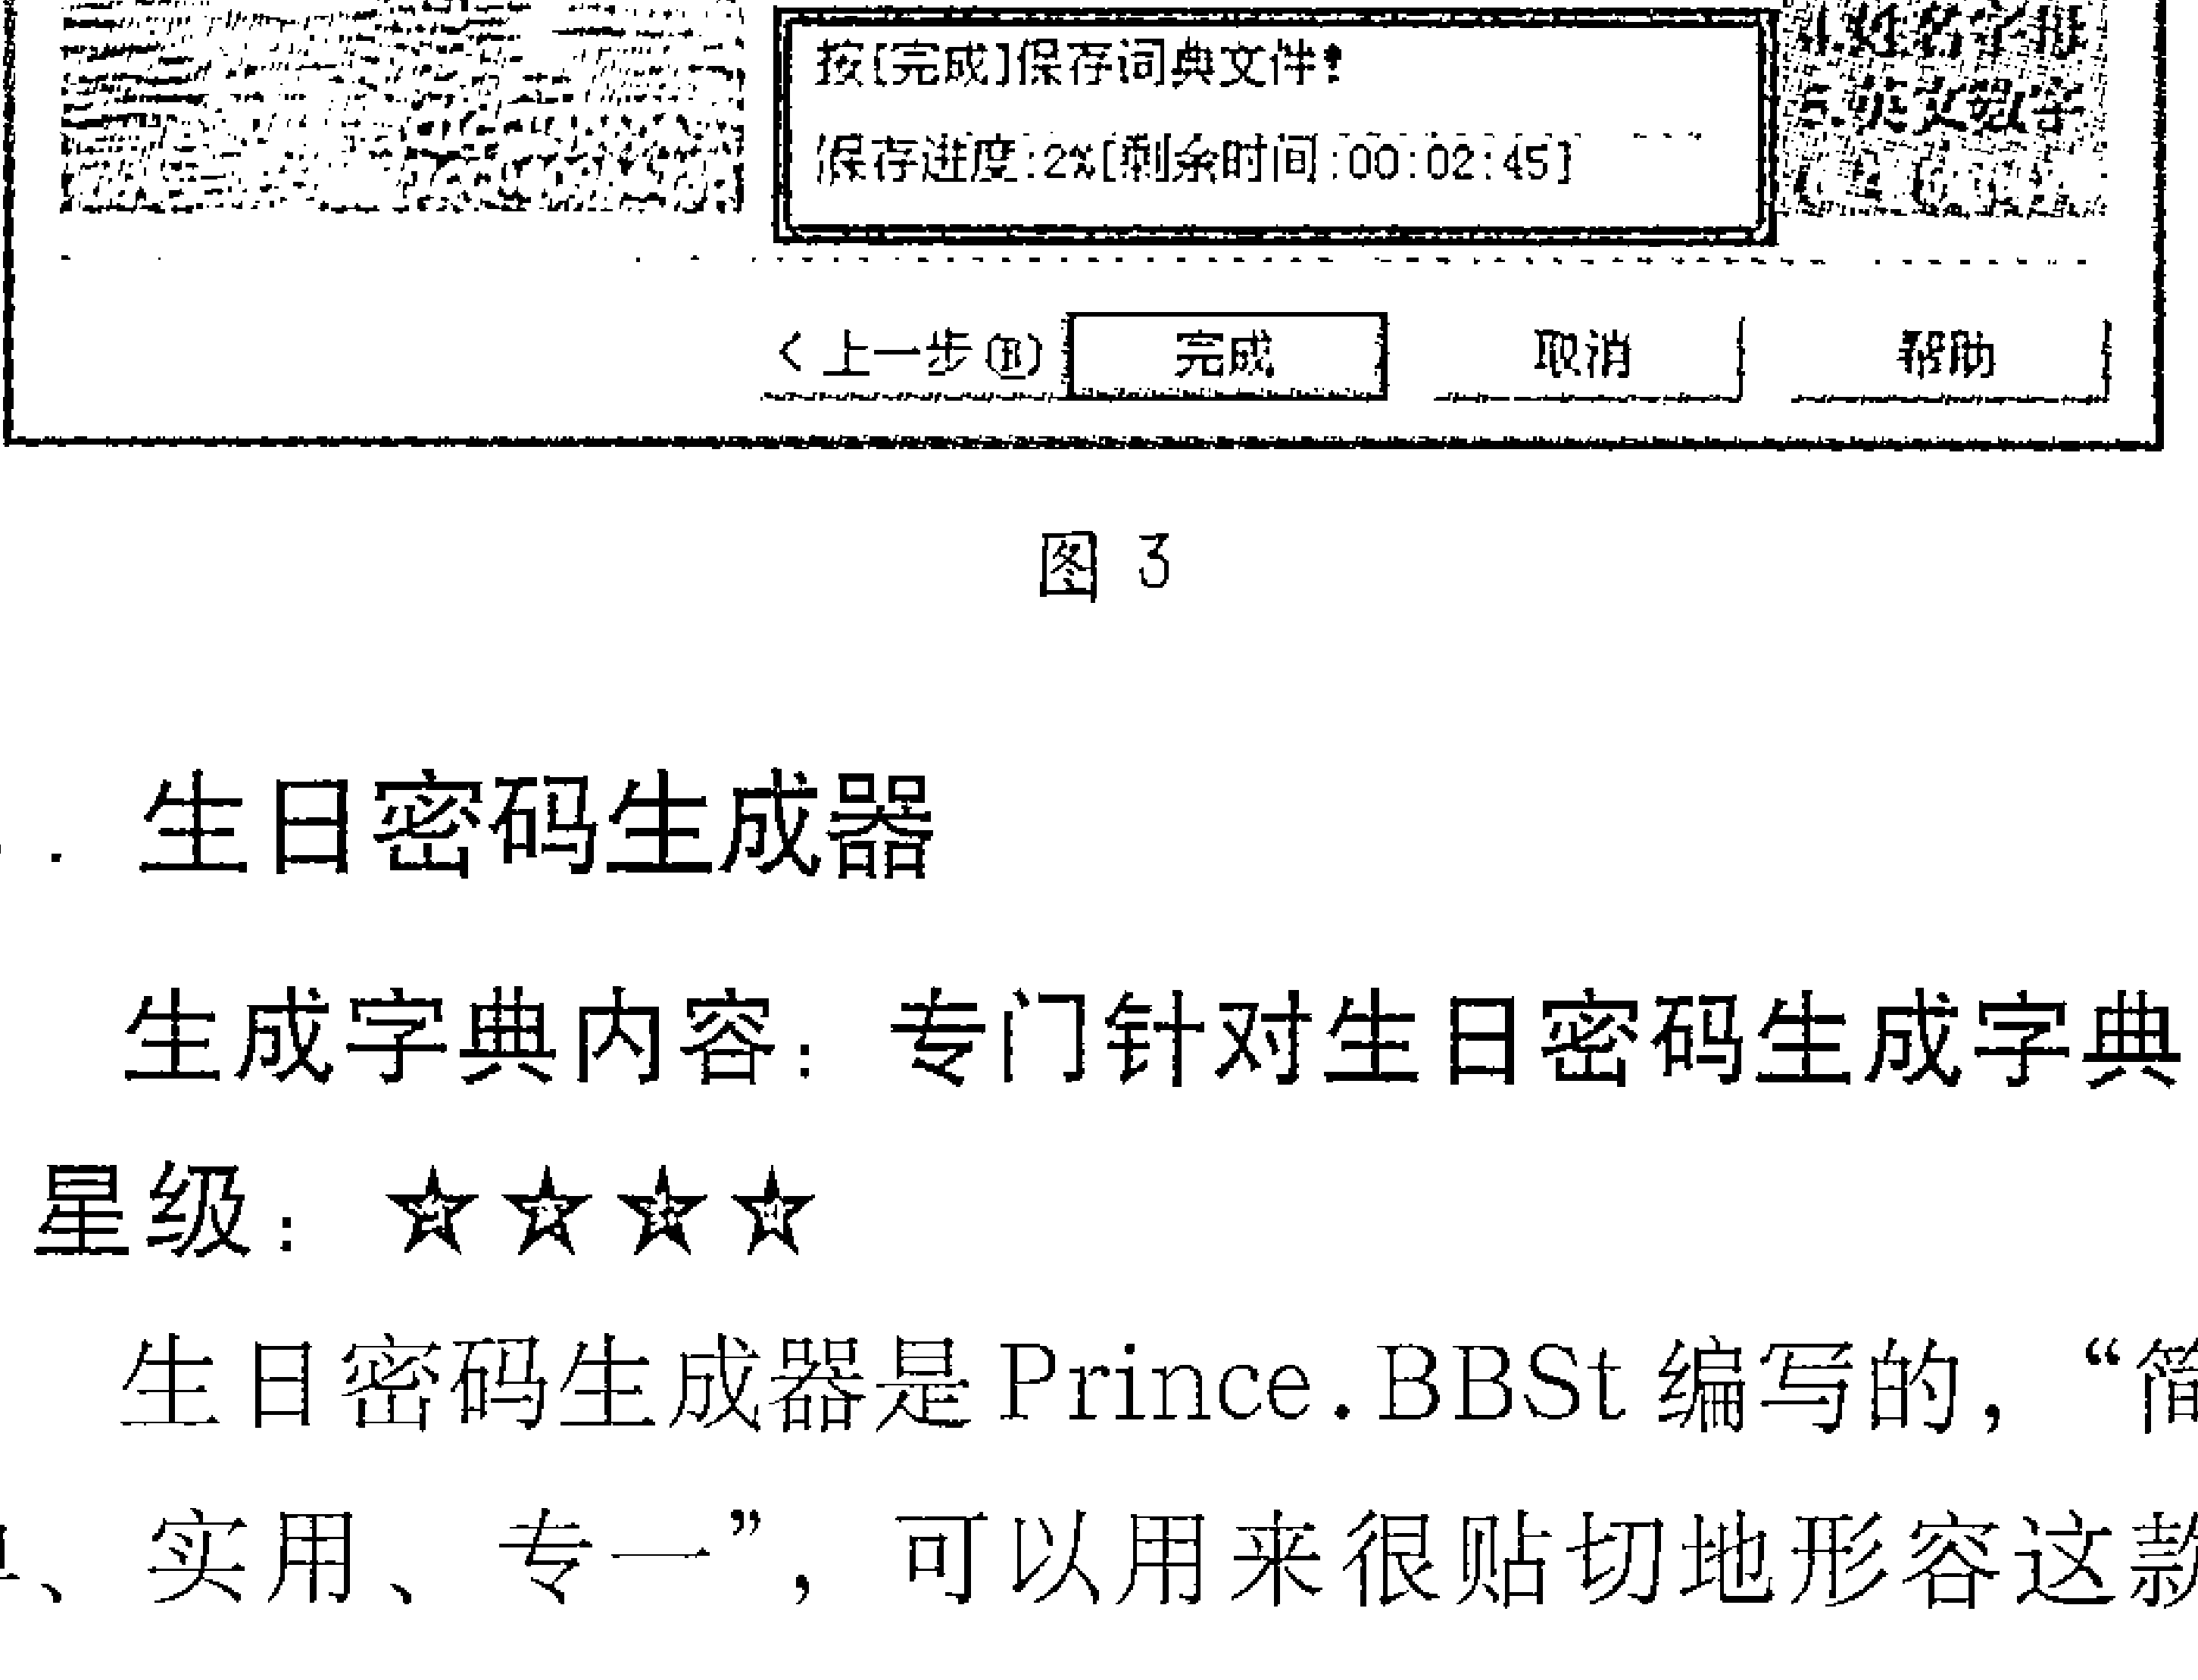 按[完成]保存词典文件!
保存进度:2%[剩余时间:00:02:45]
英文数字
<上一步(B) 完成 取消 帮助
图 3
. 生日密码生成器
生成字典内容: 专门针对生日密码生成字典
星级: ☆☆☆☆
生日密码生成器是Prince.BBSt编写的, “简
、实用、专一”, 可以用来很贴切地形容这款